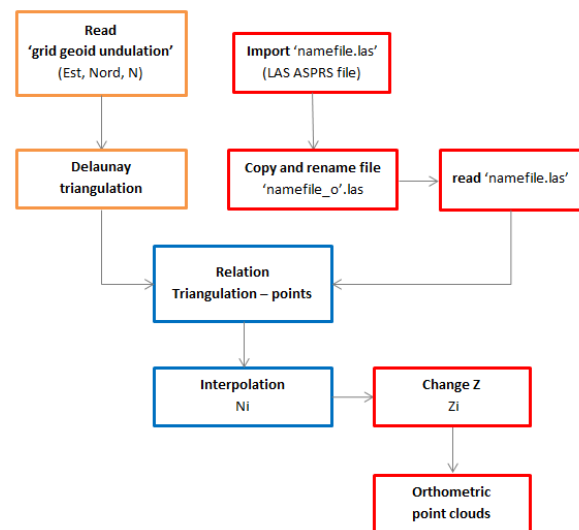 Read
‘grid geoid undulation’
(Est, Nord, N)
Import ‘namefile.las’
(LAS ASPRS file)
Delaunay
triangulation
Copy and rename file
‘namefile_o’.las
read ‘namefile.las’
Relation
Triangulation – points
Interpolation
Ni
Change Z
Zi
Orthometric
point clouds